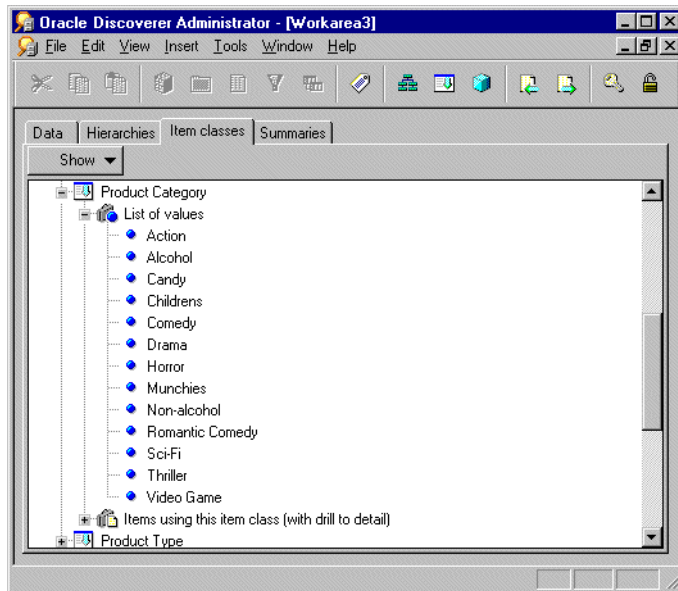 Oracle Discoverer Administrator - [Workarea3]
File Edit View Insert Tools Window Help
Data Hierarchies Item classes Summaries
Show
Product Category
List of values
Action
Alcohol
Candy
Childrens
Comedy
Drama
Horror
Munchies
Non-alcohol
Romantic Comedy
Sci-Fi
Thriller
Video Game
Items using this item class (with drill to detail)
Product Type